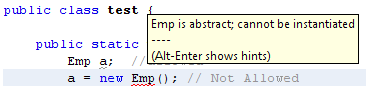 public class test {
Emp is abstract; cannot be instantiated
----
(Alt-Enter shows hints)
public static
Emp a; //
a = new Emp(); // Not Allowed